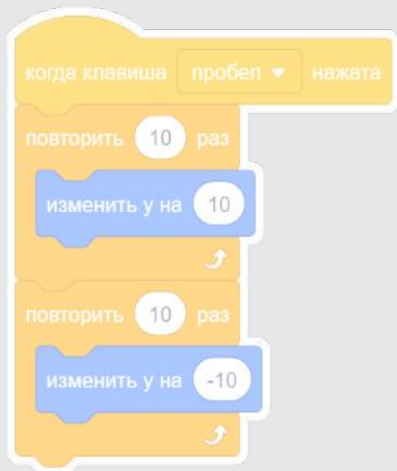 когда клавиша пробел нажата
повторить 10 раз
изменить y на 10
повторить 10 раз
изменить y на -10